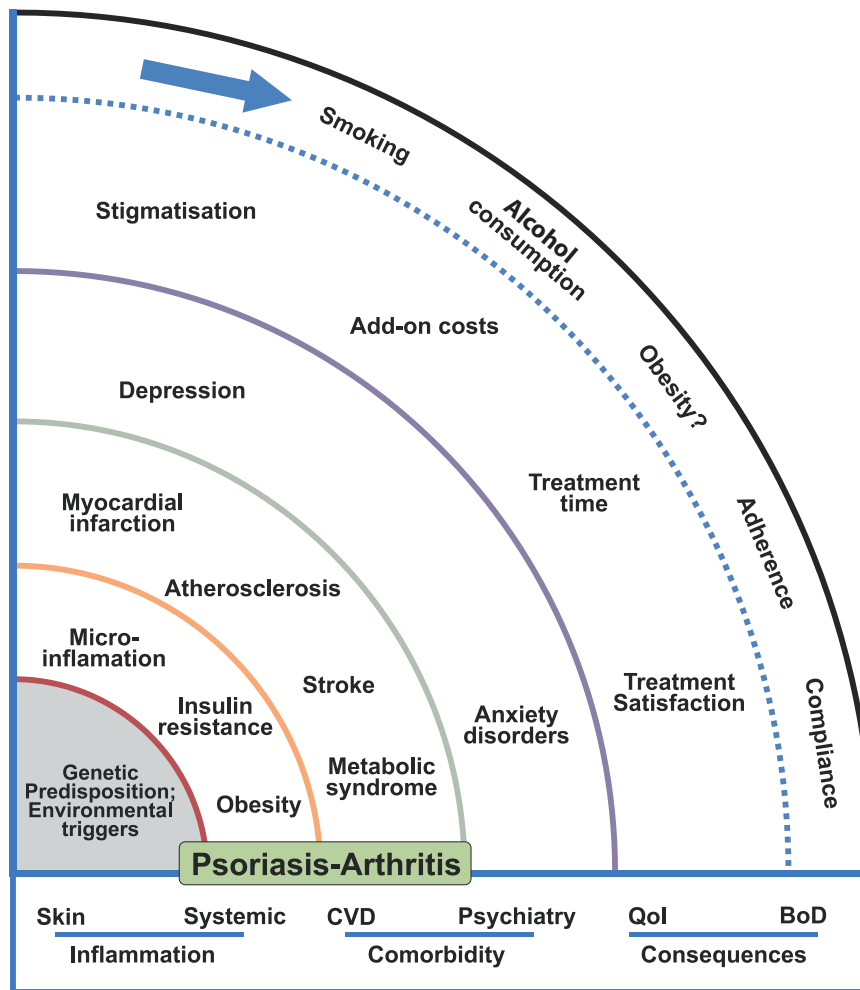 Smoking
Alcohol
consumption
Obesity?
Adherence
Compliance
Stigmatisation
Add-on costs
Treatment
time
Treatment
Satisfaction
Depression
Anxiety
disorders
Myocardial
infarction
Atherosclerosis
Stroke
Metabolic
syndrome
Micro-
inflamation
Insulin
resistance
Obesity
Genetic
Predisposition;
Environmental
triggers
Psoriasis-Arthritis
Skin Systemic CVD Psychiatry Qol BoD
Inflammation Comorbidity Consequences